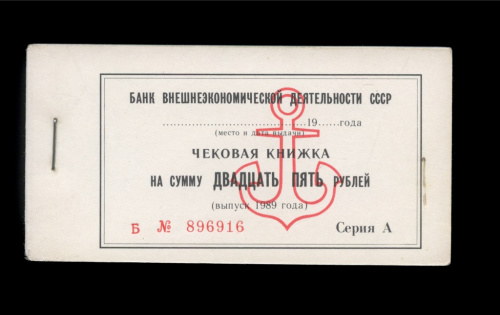 БАНК ВНЕШНЕЭКОНОМИЧЕСКОЙ ДЕЯТЕЛЬНОСТИ СССР
......................................19......года
(место и дата выдачи)
ЧЕКОВАЯ КНИЖКА
НА СУММУ ДВАДЦАТЬ ПЯТЬ РУБЛЕЙ
(выпуск 1989 года)
Б № 896916 Серия А